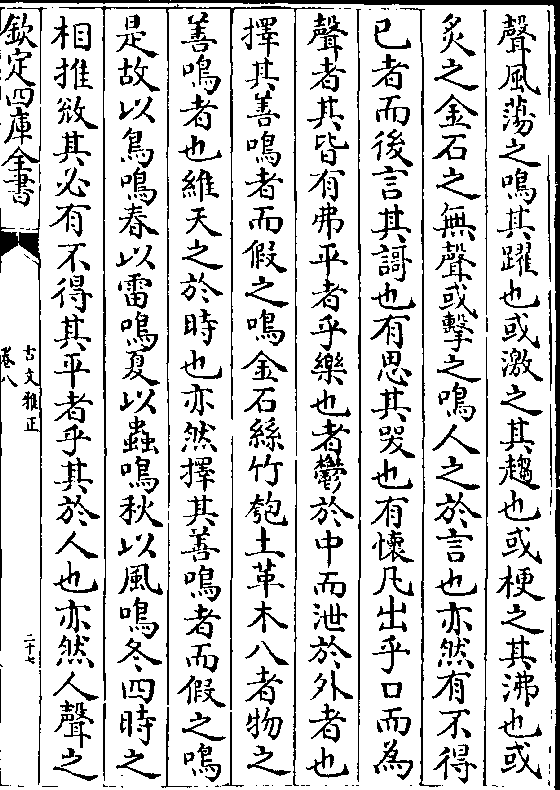 聲風蕩之鳴其躍也或激之其趨也或梗之其沸也或
炙之金石之無聲或擊之鳴人之於言也亦然有不得
已者而後言其謌也有思其哭也有懷凡出乎口而為
聲者其皆有弗平者乎樂也者鬱於中而泄於外者也
擇其善鳴者而假之鳴金石絲竹匏土革木八者物之
善鳴者也維天之於時也亦然擇其善鳴者而假之鳴
是故以鳥鳴春以雷鳴夏以蟲鳴秋以風鳴冬四時之
相推敚其必有不得其平者乎其於人也亦然人聲之
欽定四庫全書
古文雅正
卷八
二十七